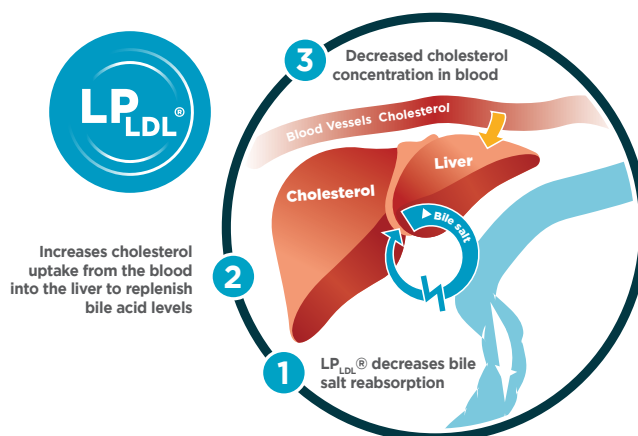 LP LDL®
3
Decreased cholesterol
concentration in blood
Blood Vessels Cholesterol
Liver
Cholesterol
Bile salt
Increases cholesterol
uptake from the blood
into the liver to replenish
bile acid levels
2
1
LPLDL® decreases bile
salt reabsorption